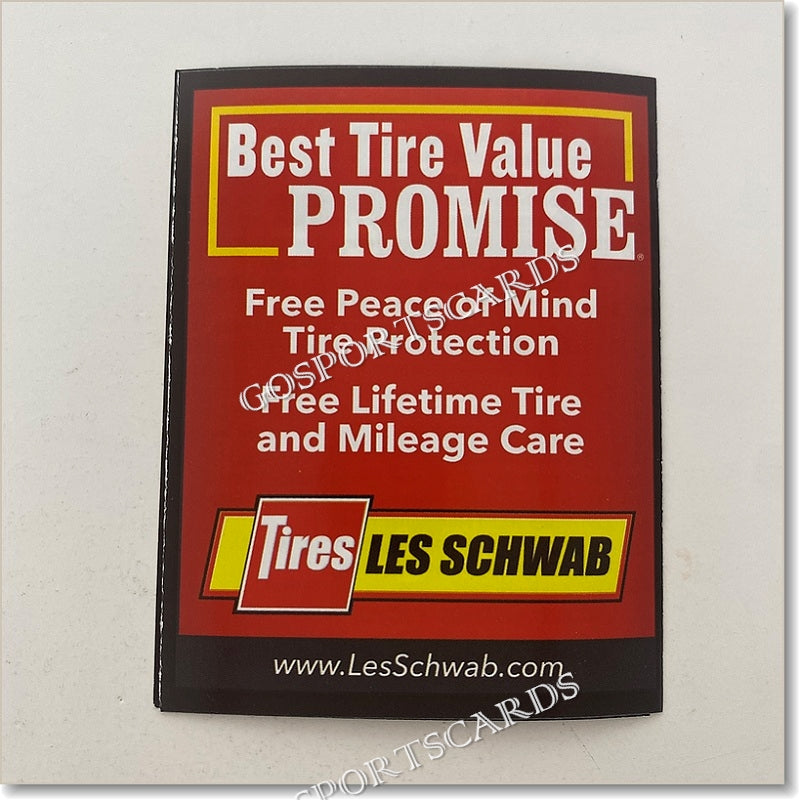 Best Tire Value
PROMISE®
Free Peace of Mind
Tire Protection
Free Lifetime Tire
and Mileage Care
Tires LES SCHWAB
www.LesSchwab.com
GOSPORTSCARDS
SPORTSCARDS